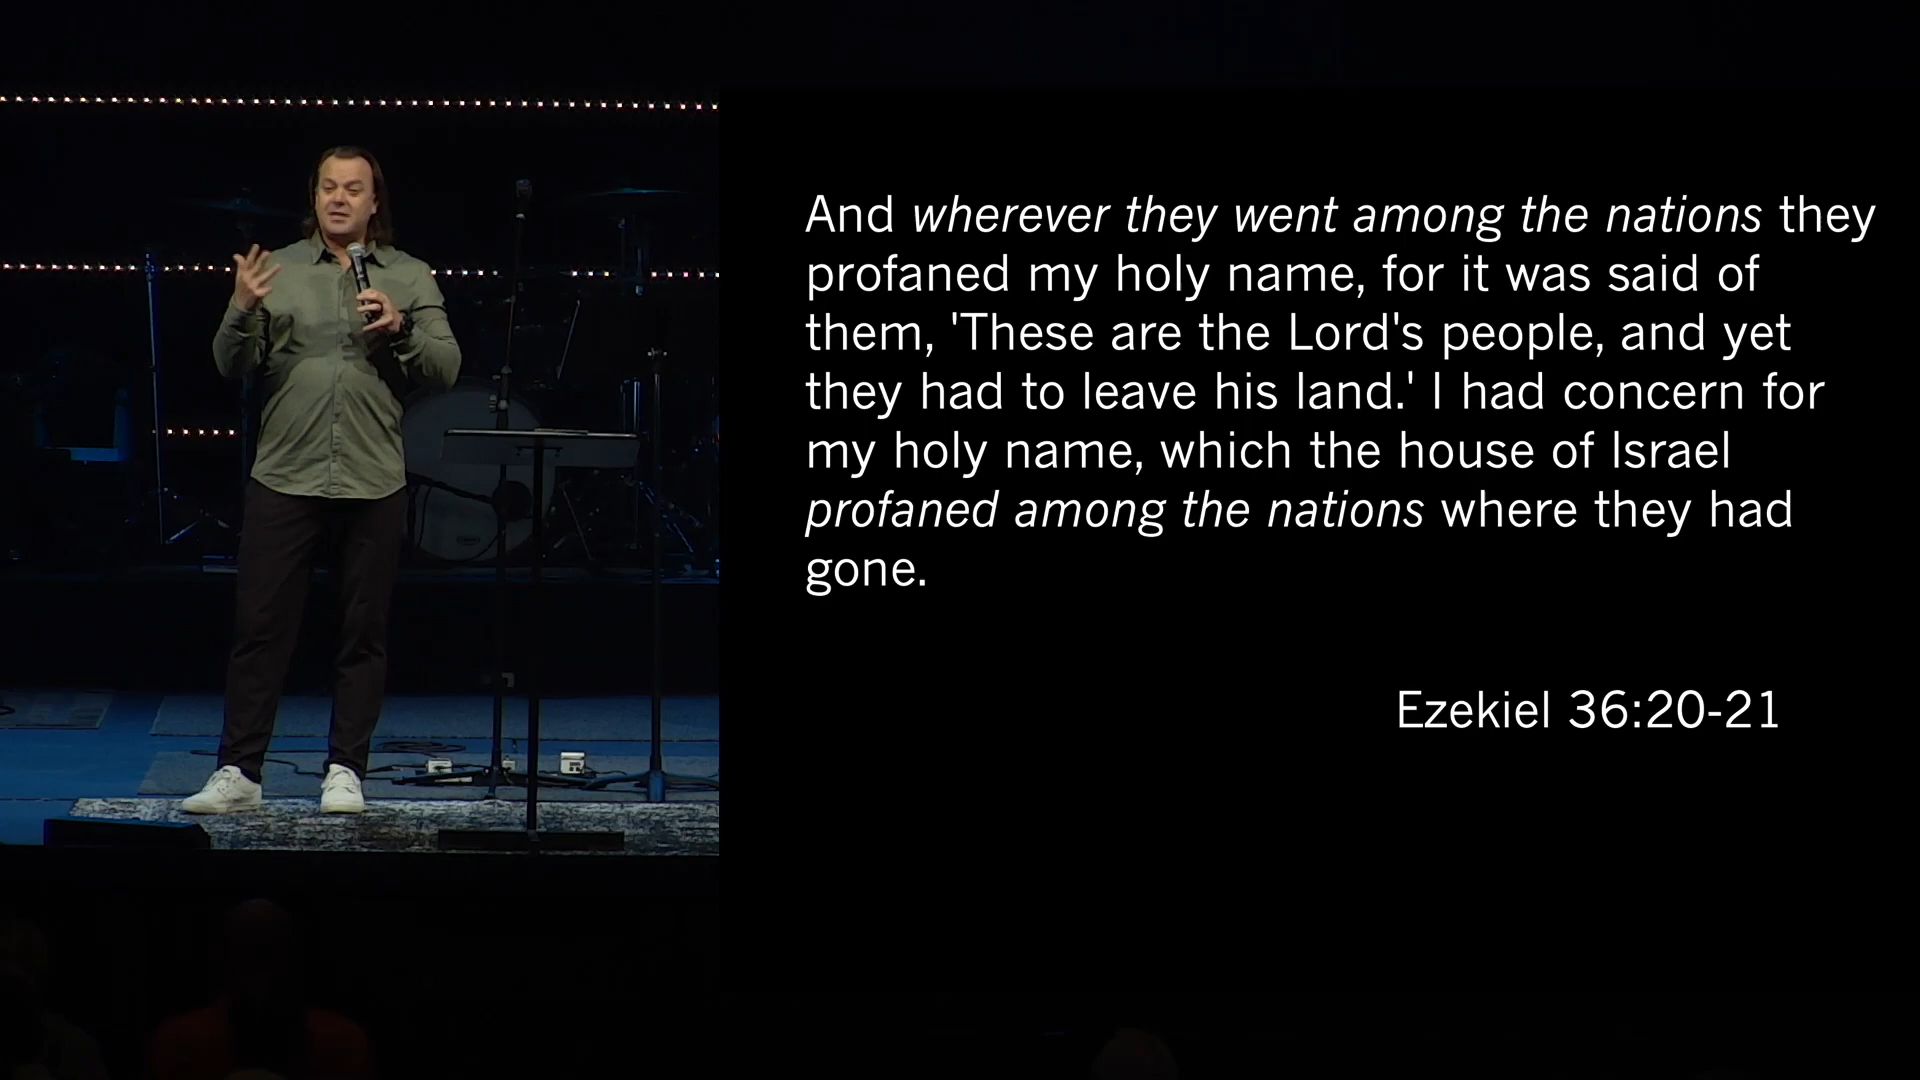 And wherever they went among the nations they
profaned my holy name, for it was said of
them, 'These are the Lord's people, and yet
they had to leave his land.' I had concern for
my holy name, which the house of Israel
profaned among the nations where they had
gone.
Ezekiel 36:20-21